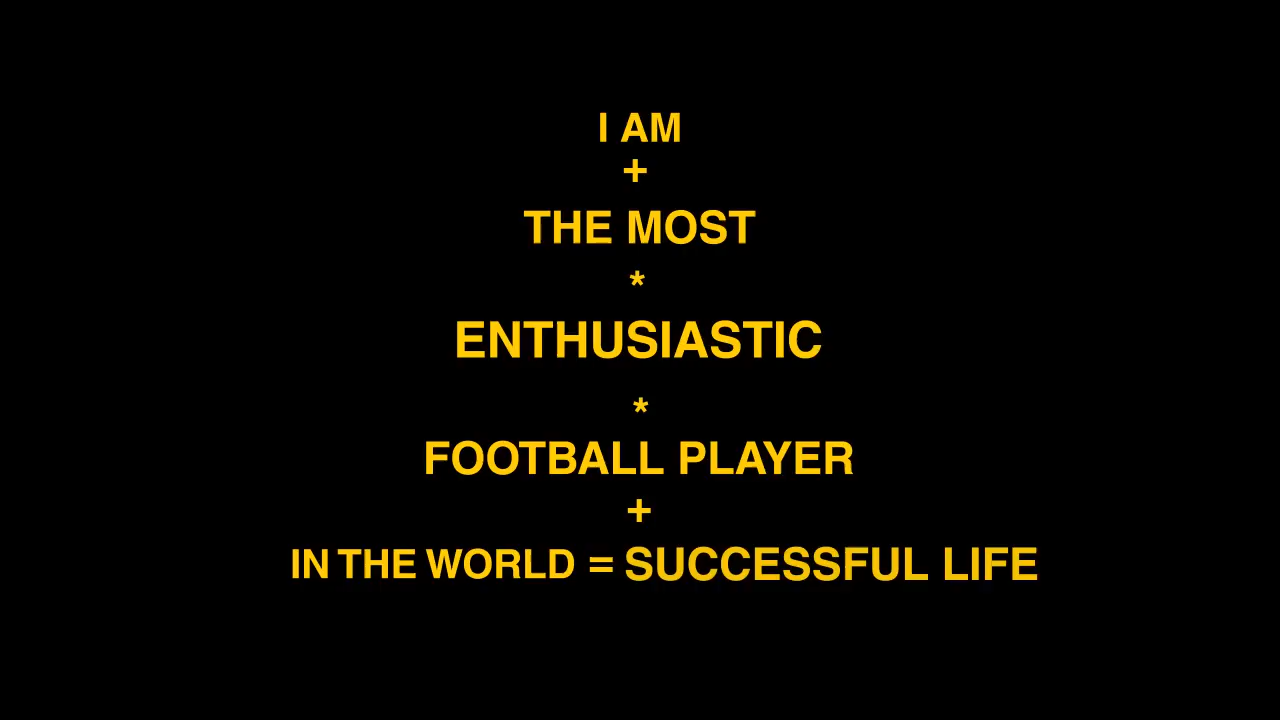 I AM
+
THE MOST
*
ENTHUSIASTIC
*
FOOTBALL PLAYER
+
IN THE WORLD = SUCCESSFUL LIFE